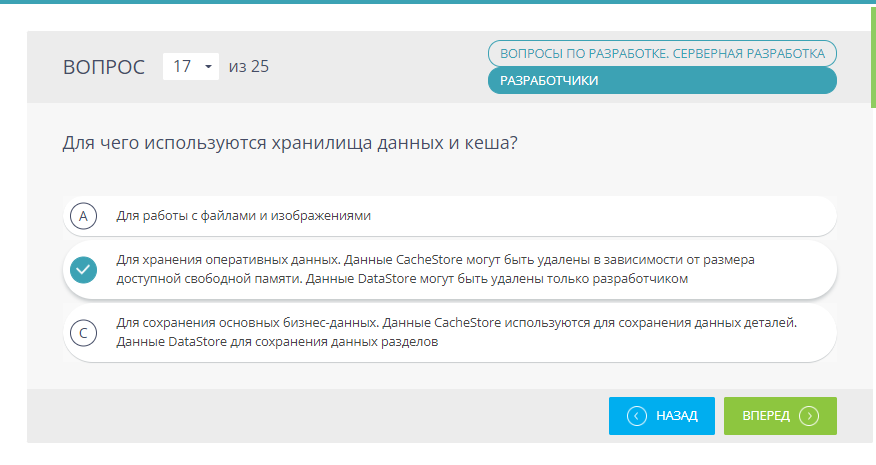 ВОПРОС 17 из 25
ВОПРОСЫ ПО РАЗРАБОТКЕ. СЕРВЕРНАЯ РАЗРАБОТКА
РАЗРАБОТЧИКИ
Для чего используются хранилища данных и кеша?
A Для работы с файлами и изображениями
Для хранения оперативных данных. Данные CacheStore могут быть удалены в зависимости от размера
доступной свободной памяти. Данные DataStore могут быть удалены только разработчиком
C Для сохранения основных бизнес-данных. Данные CacheStore используются для сохранения данных деталей.
Данные DataStore для сохранения данных разделов
НАЗАД ВПЕРЕД